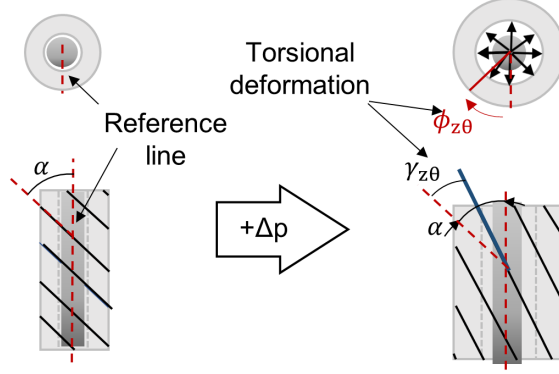 Torsional
deformation
Reference
line
ϕzθ
α
γzθ
α
+Δp